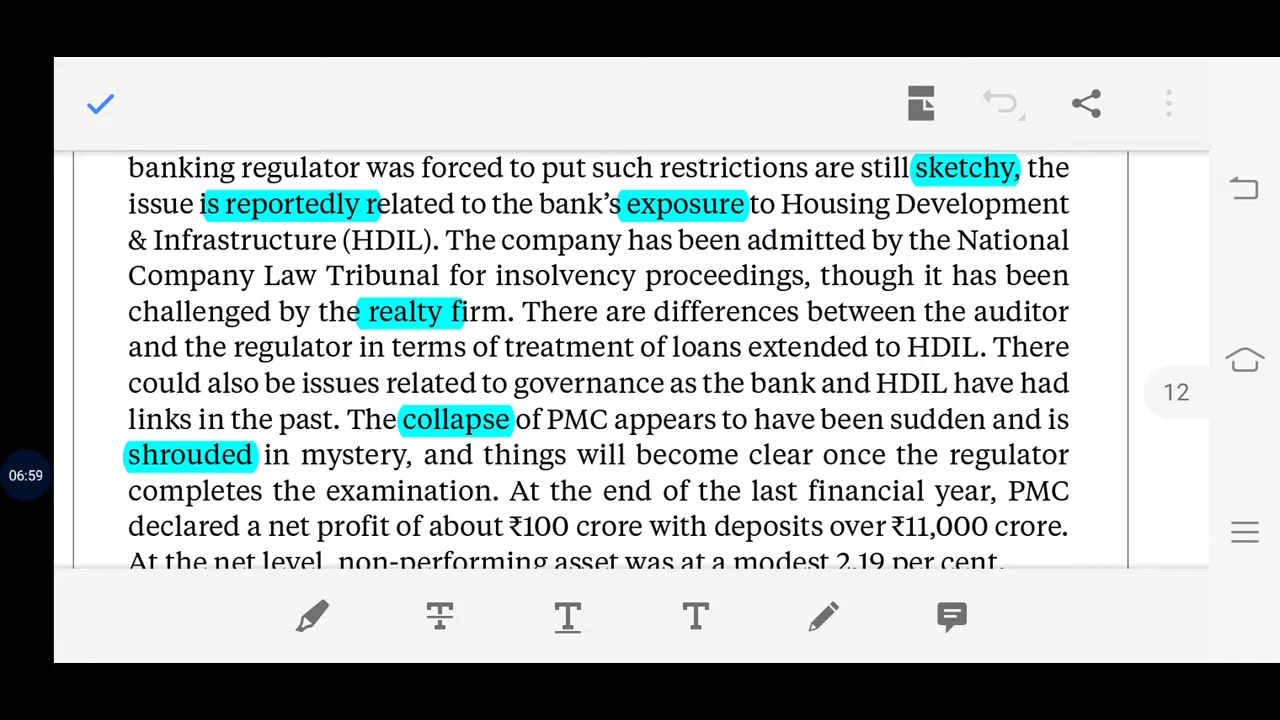 banking regulator was forced to put such restrictions are still sketchy, the
issue is reportedly related to the bank’s exposure to Housing Development
& Infrastructure (HDIL). The company has been admitted by the National
Company Law Tribunal for insolvency proceedings, though it has been
challenged by the realty firm. There are differences between the auditor
and the regulator in terms of treatment of loans extended to HDIL. There
could also be issues related to governance as the bank and HDIL have had
links in the past. The collapse of PMC appears to have been sudden and is
shrouded in mystery, and things will become clear once the regulator
completes the examination. At the end of the last financial year, PMC
declared a net profit of about ₹100 crore with deposits over ₹11,000 crore.
At the net level, non-performing asset was at a modest 2.19 per cent.
12
06:59